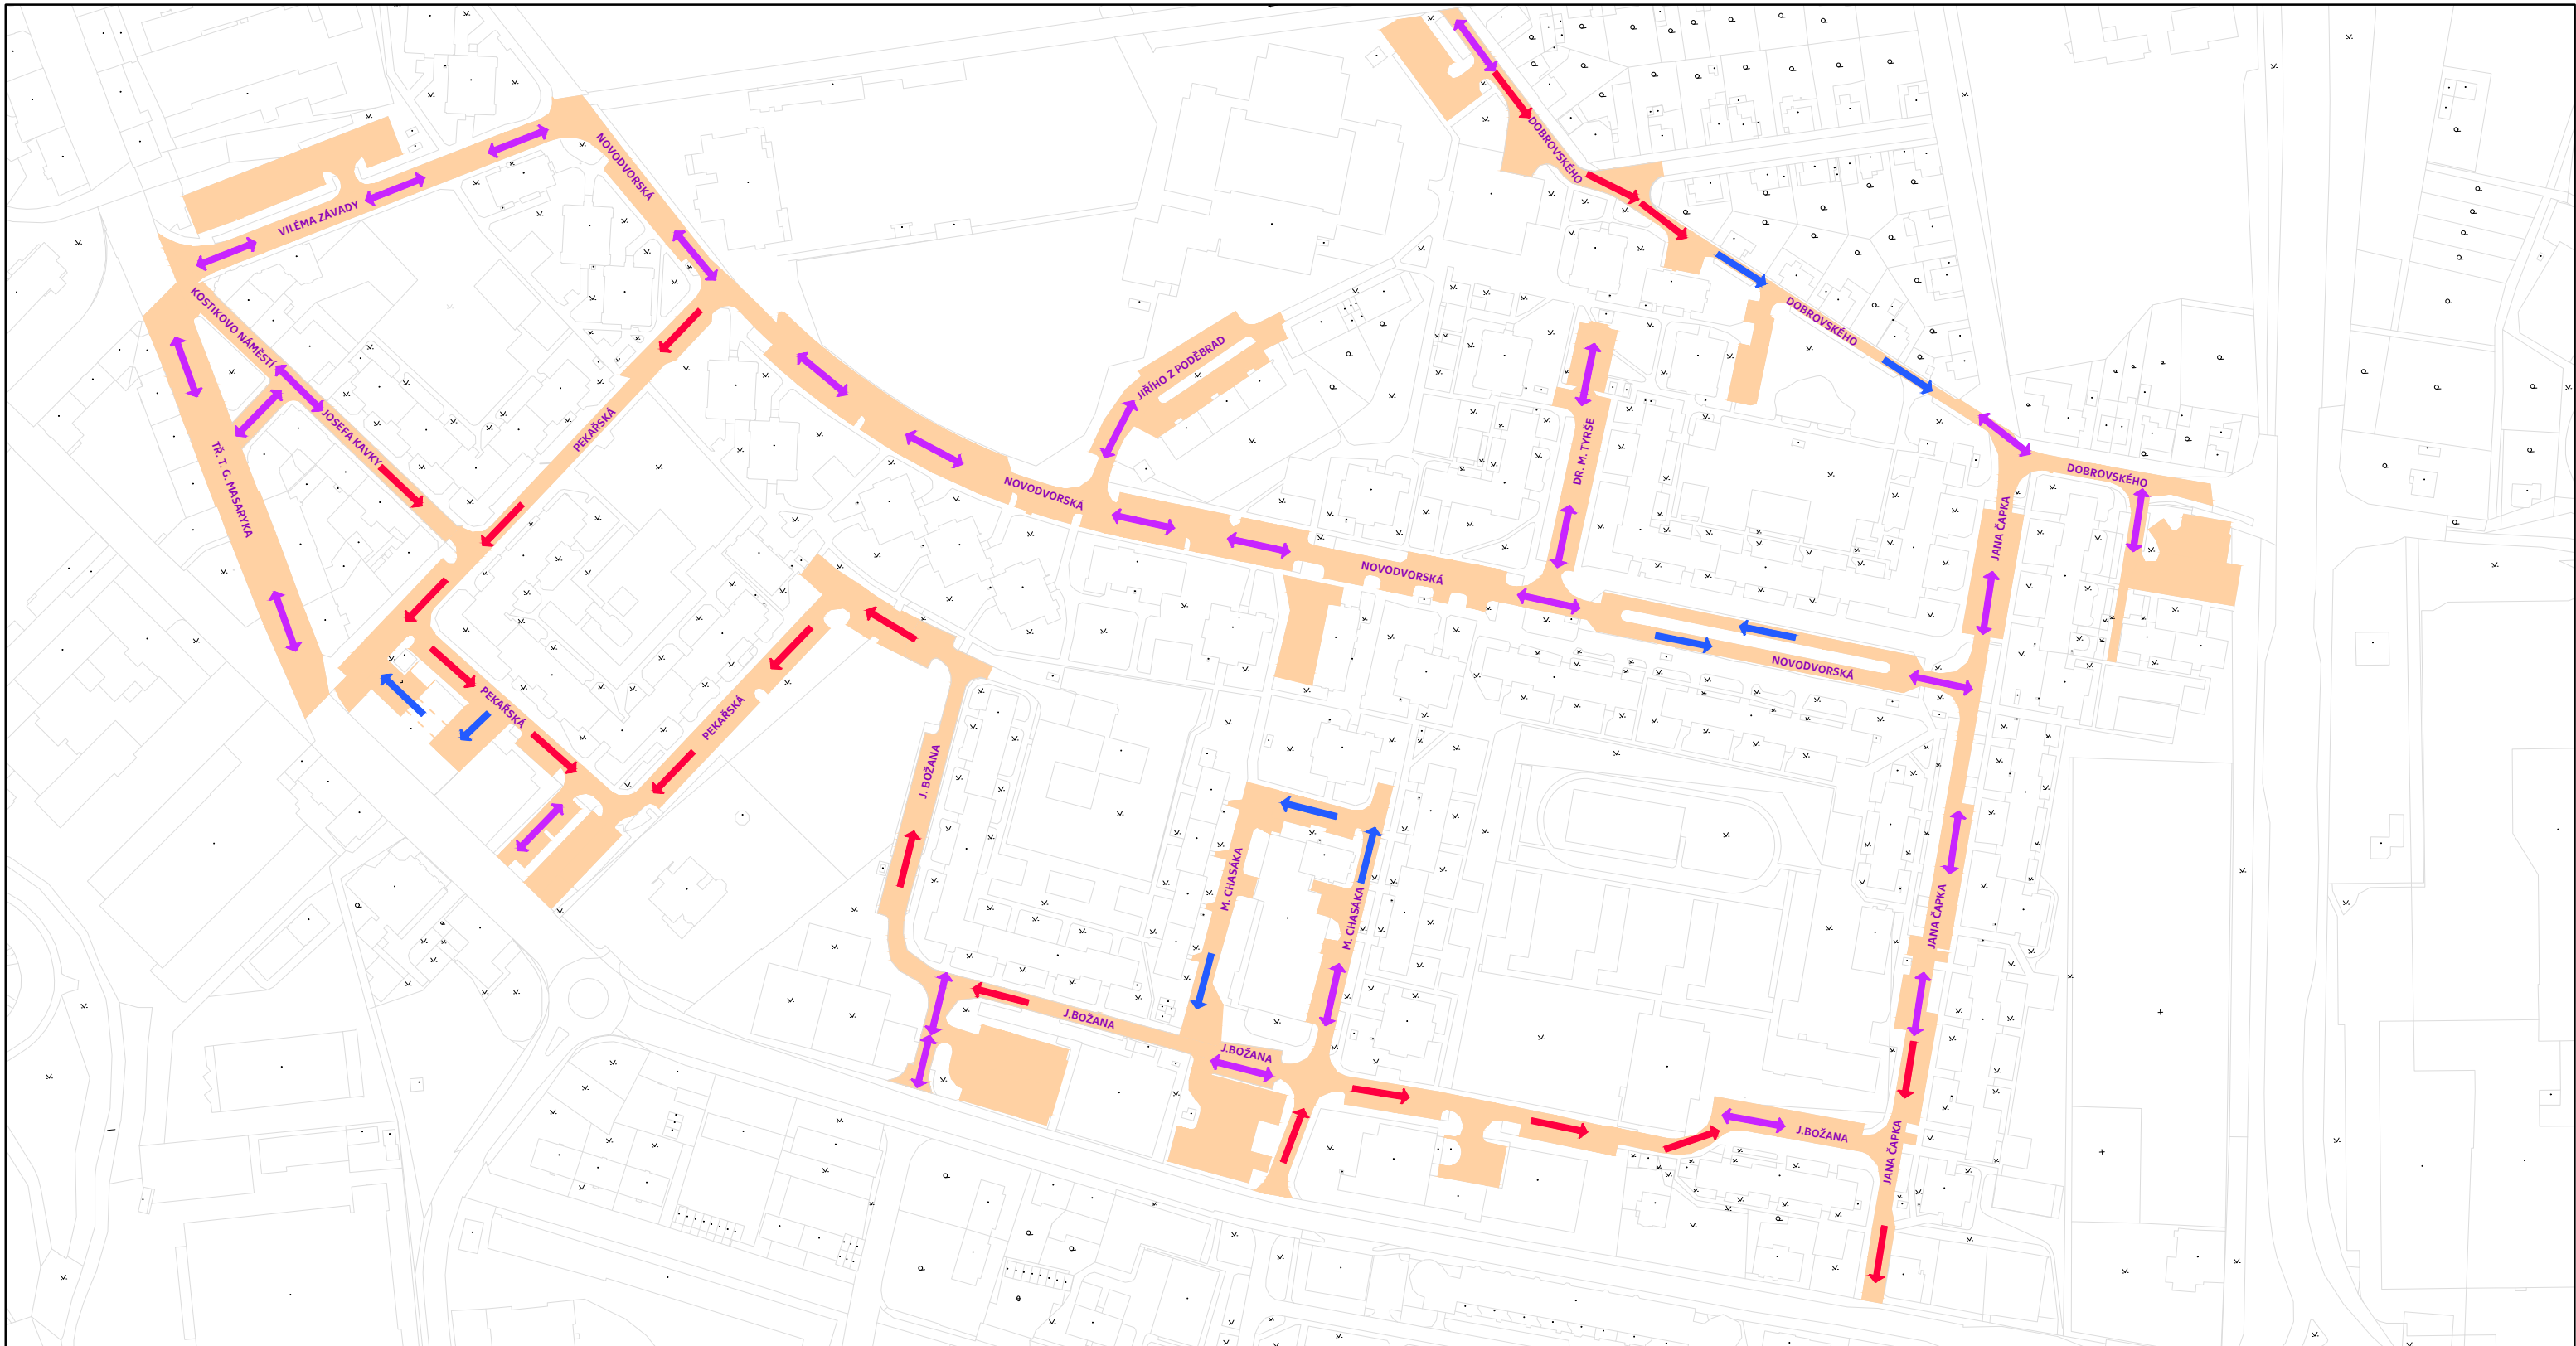 NOVODVORSKÁ
DOBROVSKÉHO
VILÉMA ZÁVADY
KOSTIKOVO NÁMĚSTÍ
DOBROVSKÉHO
JIŘÍHO Z PODĚBRAD
JOSEFA KAVKY
PEKAŘSKÁ
TŘ. T. G. MASARYKA
DR. M. TYRŠE
DOBROVSKÉHO
NOVODVORSKÁ
JANA ČAPKA
NOVODVORSKÁ
NOVODVORSKÁ
PEKAŘSKÁ
PEKAŘSKÁ
J. BOŽANA
M. CHASÁKA
M. CHASÁKA
JANA ČAPKA
J.BOŽANA
J.BOŽANA
J.BOŽANA
JANA ČAPKA